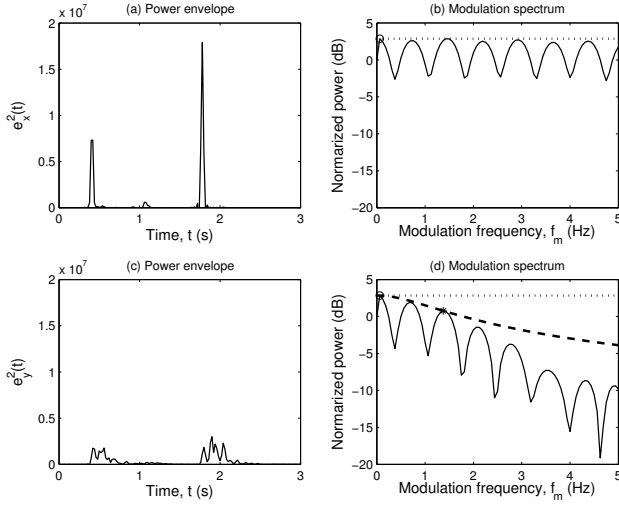 (a) Power envelope
x 10^7
2
1.5
1
0.5
0
e_x^2(t)
0 1 2 3
Time, t (s)
(b) Modulation spectrum
5
0
−5
−10
−15
−20
Normarized power (dB)
0 1 2 3 4 5
Modulation frequency, f_m (Hz)
(c) Power envelope
x 10^7
2
1.5
1
0.5
0
e_y^2(t)
0 1 2 3
Time, t (s)
(d) Modulation spectrum
5
0
−5
−10
−15
−20
Normarized power (dB)
0 1 2 3 4 5
Modulation frequency, f_m (Hz)